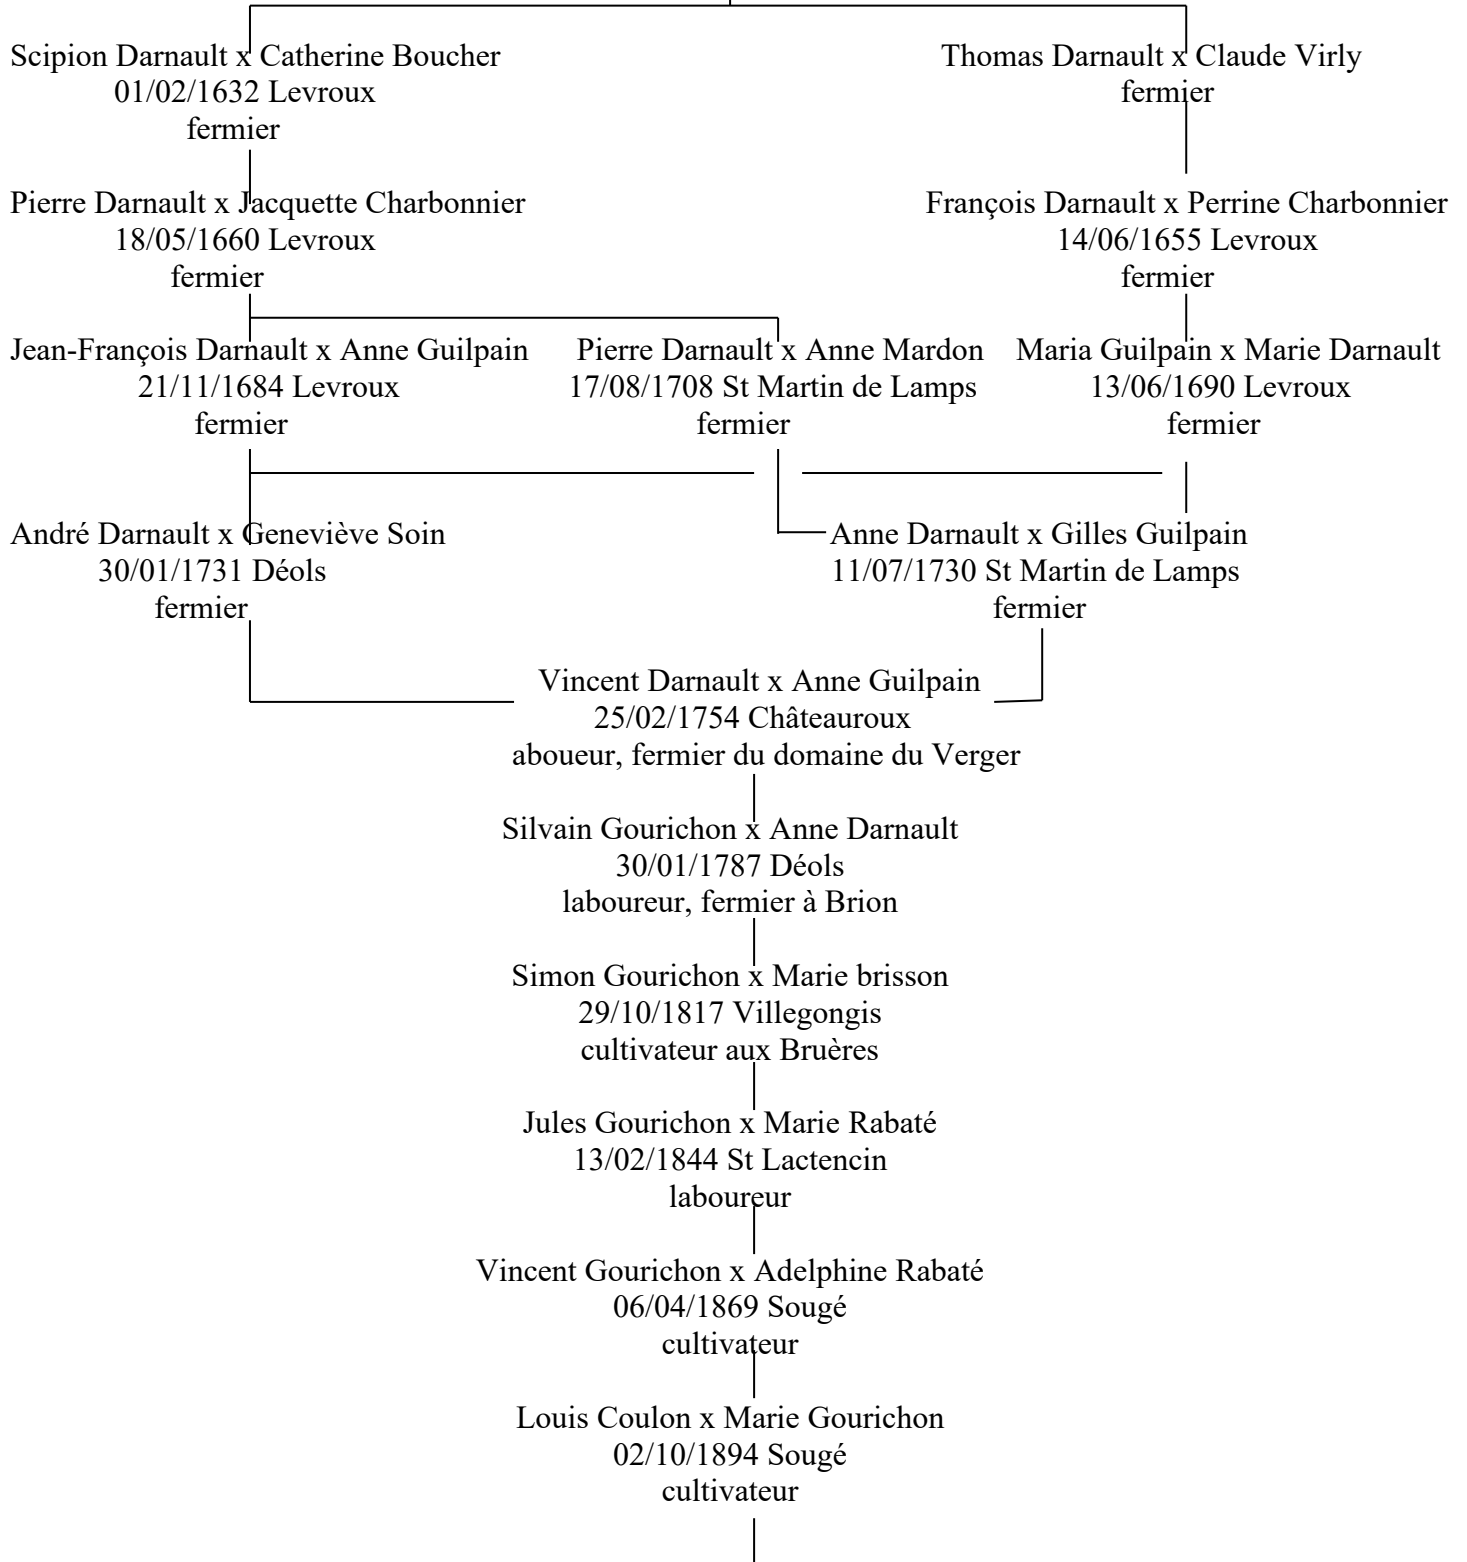 Scipion Darnault x Catherine Boucher
01/02/1632 Levroux
fermier
Thomas Darnault x Claude Virly
fermier
Pierre Darnault x Jacquette Charbonnier
18/05/1660 Levroux
fermier
François Darnault x Perrine Charbonnier
14/06/1655 Levroux
fermier
Jean-François Darnault x Anne Guilpain
21/11/1684 Levroux
fermier
Pierre Darnault x Anne Mardon
17/08/1708 St Martin de Lamps
fermier
Maria Guilpain x Marie Darnault
13/06/1690 Levroux
fermier
André Darnault x Geneviève Soin
30/01/1731 Déols
fermier
Anne Darnault x Gilles Guilpain
11/07/1730 St Martin de Lamps
fermier
Vincent Darnault x Anne Guilpain
25/02/1754 Châteauroux
aboueur, fermier du domaine du Verger
Silvain Gourichon x Anne Darnault
30/01/1787 Déols
laboureur, fermier à Brion
Simon Gourichon x Marie brisson
29/10/1817 Villegongis
cultivateur aux Bruères
Jules Gourichon x Marie Rabaté
13/02/1844 St Lactencin
laboureur
Vincent Gourichon x Adelphine Rabaté
06/04/1869 Sougé
cultivateur
Louis Coulon x Marie Gourichon
02/10/1894 Sougé
cultivateur